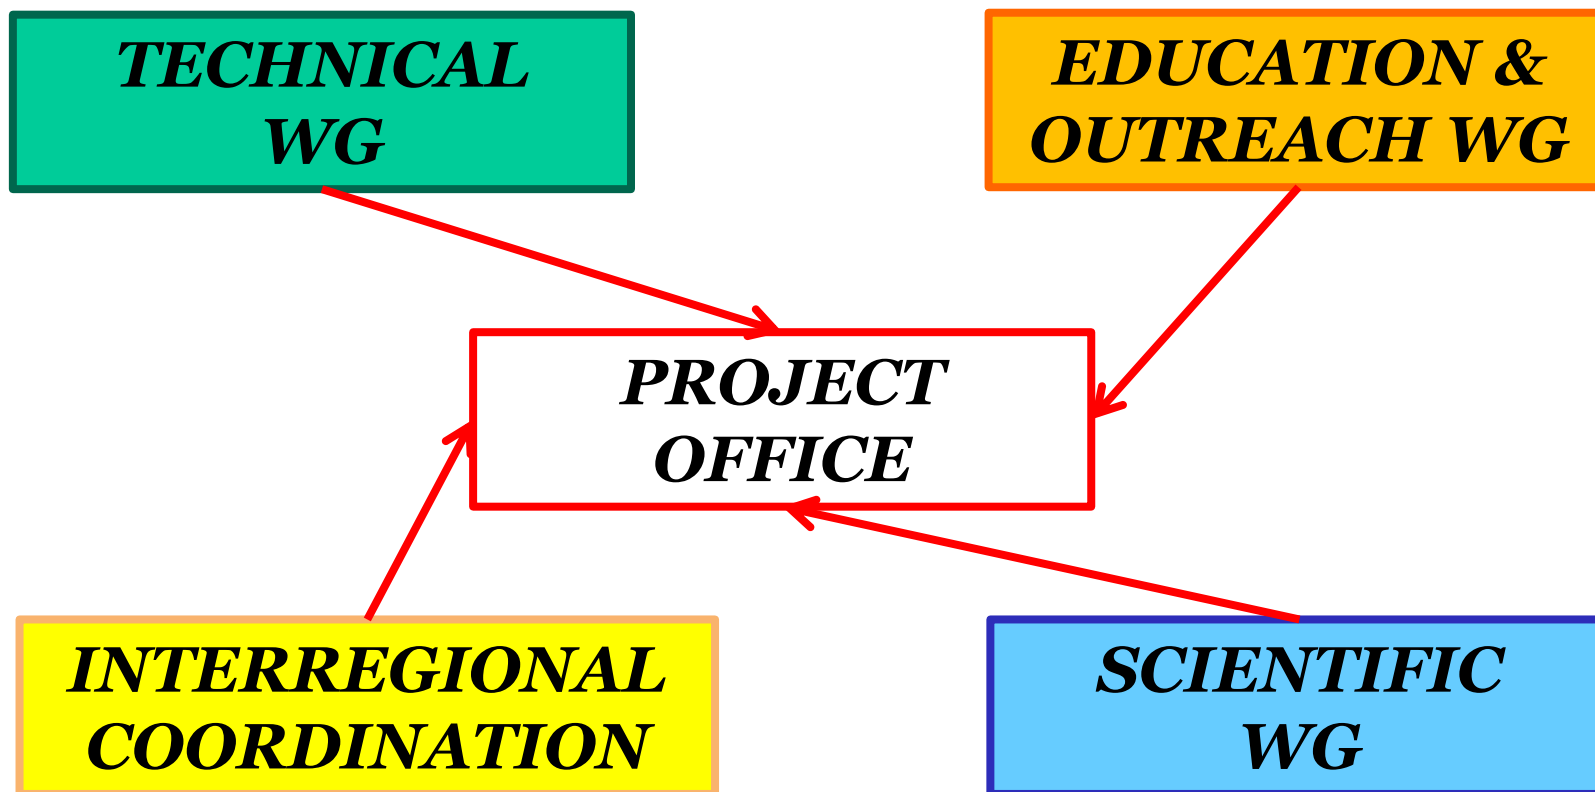 TECHNICAL
WG
EDUCATION &
OUTREACH WG
PROJECT
OFFICE
INTERREGIONAL
COORDINATION
SCIENTIFIC
WG